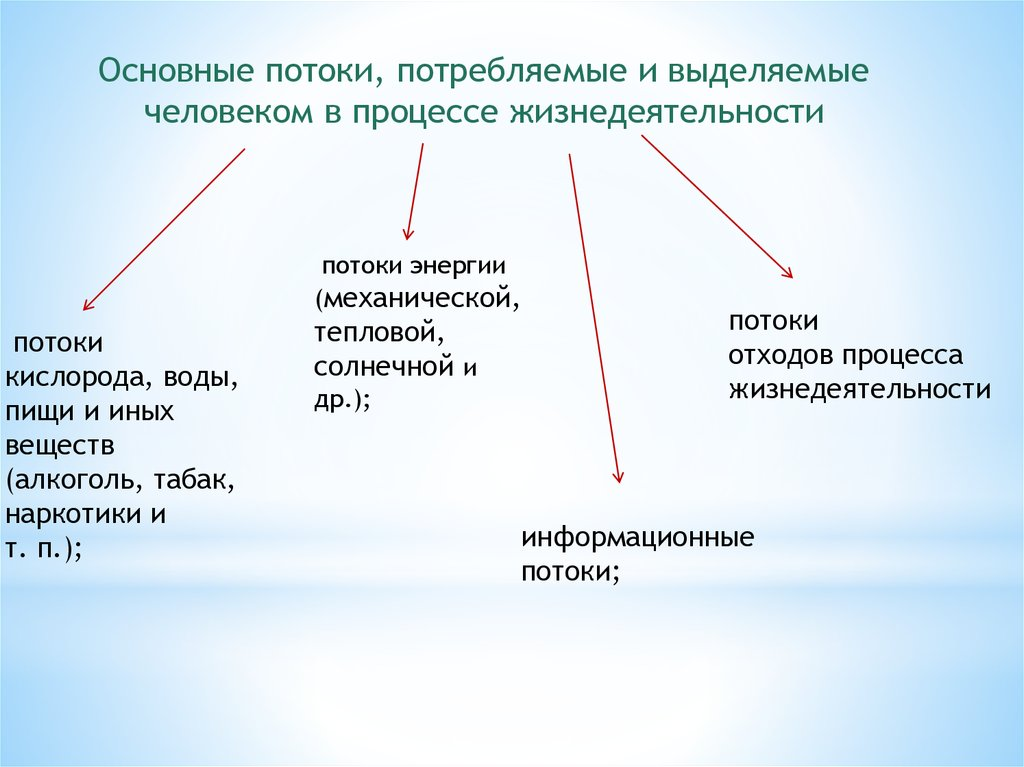 Основные потоки, потребляемые и выделяемые
человеком в процессе жизнедеятельности
потоки
кислорода, воды,
пищи и иных
веществ
(алкоголь, табак,
наркотики и
т. п.);
потоки энергии
(механической,
тепловой,
солнечной и
др.);
информационные
потоки;
потоки
отходов процесса
жизнедеятельности